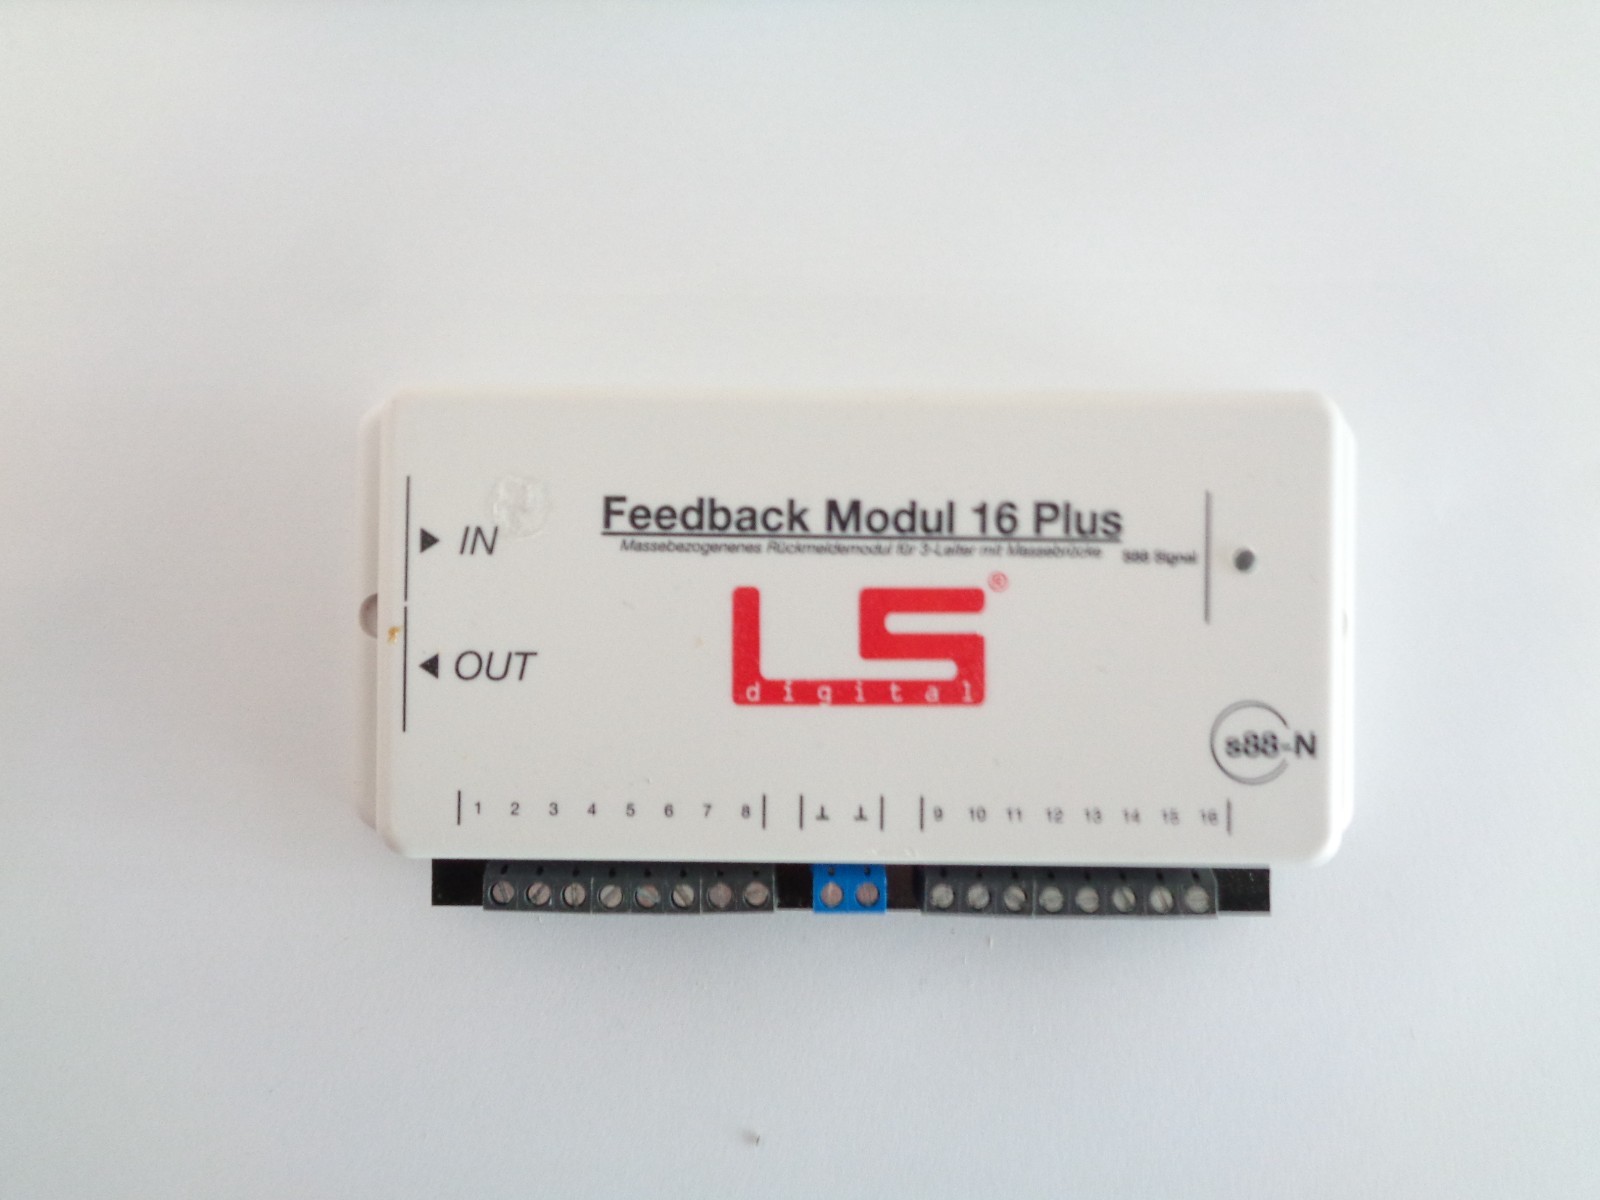 Feedback Modul 16 Plus
Massebezogenenes Rückmeldemodul für 3-Leiter mit Massebrücke
S88 Signal
IN
OUT
LS
®
digital
s88-N
1 2 3 4 5 6 7 8
9 10 11 12 13 14 15 16